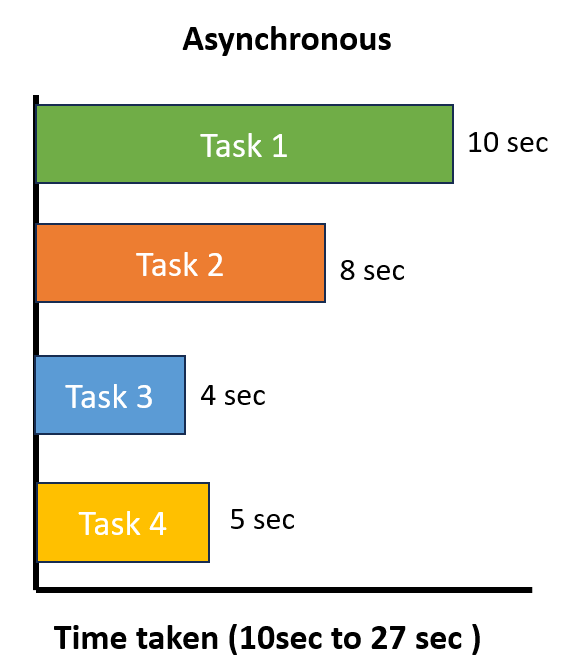 Asynchronous
Task 1
10 sec
Task 2
8 sec
Task 3
4 sec
Task 4
5 sec
Time taken (10sec to 27 sec )